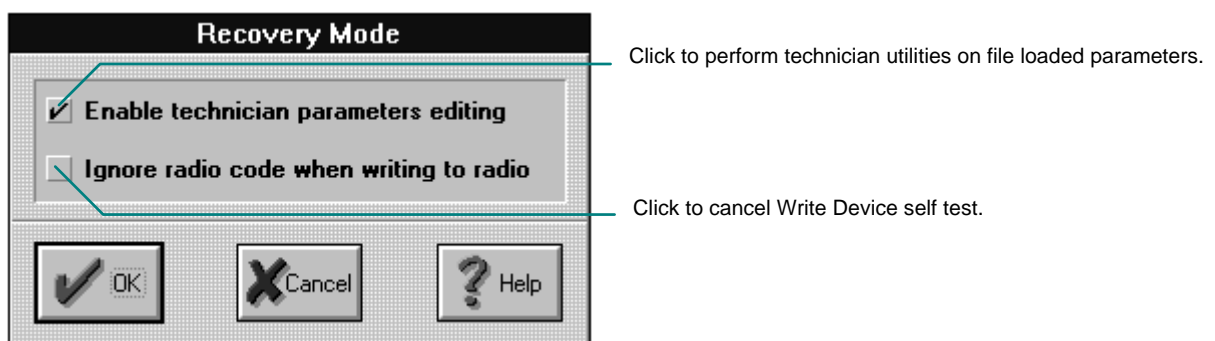 Recovery Mode
Click to perform technician utilities on file loaded parameters.
Enable technician parameters editing
Ignore radio code when writing to radio
Click to cancel Write Device self test.
OK
Cancel
Help